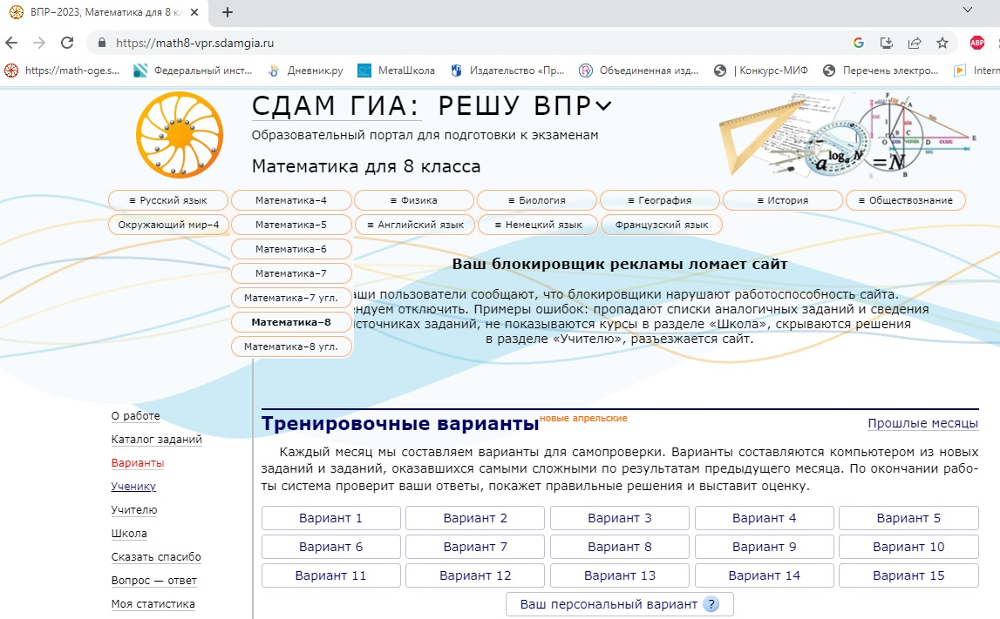 ВПР–2023, Математика для 8 кл
https://math8-vpr.sdamgia.ru
ABP
https://math-oge.s...
Федеральный инст...
Дневник.ру
МетаШкола
Издательство «Пр...
Объединенная изд...
| Конкурс-МИФ
Перечень электро...
Intern
СДАМ ГИА: РЕШУ ВПР
Образовательный портал для подготовки к экзаменам
Математика для 8 класса
≡ Русский язык
Математика–4
≡ Физика
≡ Биология
≡ География
≡ История
≡ Обществознание
Окружающий мир–4
Математика–5
≡ Английский язык
≡ Немецкий язык
Французский язык
Математика–6
Математика–7
Математика–7 угл.
Математика–8
Математика–8 угл.
Ваш блокировщик рекламы ломает сайт
аши пользователи сообщают, что блокировщики нарушают работоспособность сайта.
ендуем отключить. Примеры ошибок: пропадают списки аналогичных заданий и сведения
источниках заданий, не показываются курсы в разделе «Школа», скрываются решения
в разделе «Учителю», разъезжается сайт.
О работе
Каталог заданий
Варианты
Ученику
Учителю
Школа
Сказать спасибо
Вопрос — ответ
Моя статистика
Тренировочные варианты новые апрельские
Прошлые месяцы
Каждый месяц мы составляем варианты для самопроверки. Варианты составляются компьютером из новых
заданий и заданий, оказавшихся самыми сложными по результатам предыдущего месяца. По окончании рабо-
ты система проверит ваши ответы, покажет правильные решения и выставит оценку.
Вариант 1
Вариант 2
Вариант 3
Вариант 4
Вариант 5
Вариант 6
Вариант 7
Вариант 8
Вариант 9
Вариант 10
Вариант 11
Вариант 12
Вариант 13
Вариант 14
Вариант 15
Ваш персональный вариант ?